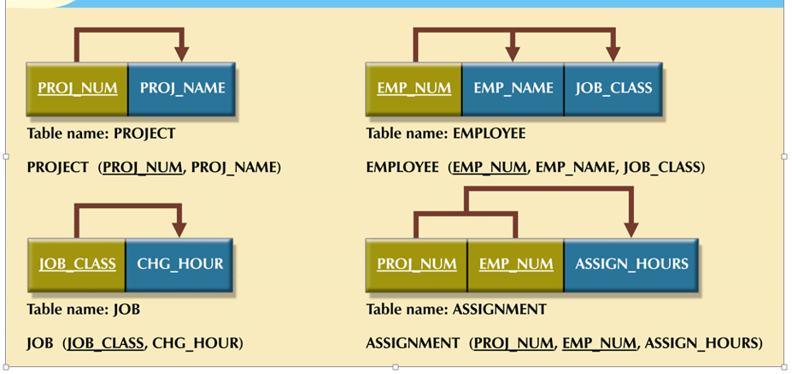 PROJ_NUM PROJ_NAME
Table name: PROJECT
PROJECT (PROJ_NUM, PROJ_NAME)
EMP_NUM EMP_NAME JOB_CLASS
Table name: EMPLOYEE
EMPLOYEE (EMP_NUM, EMP_NAME, JOB_CLASS)
JOB_CLASS CHG_HOUR
Table name: JOB
JOB (JOB_CLASS, CHG_HOUR)
PROJ_NUM EMP_NUM ASSIGN_HOURS
Table name: ASSIGNMENT
ASSIGNMENT (PROJ_NUM, EMP_NUM, ASSIGN_HOURS)